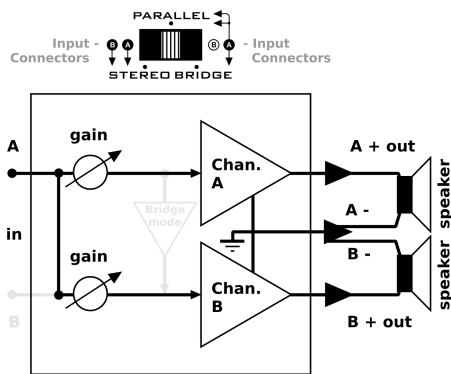 PARALLEL
Input -
Connectors
B A
B A
- Input
Connectors
STEREO BRIDGE
gain
A
Chan.
A
A + out
speaker
Bridge
mode
A -
in
B -
gain
Chan.
B
B
B + out
speaker